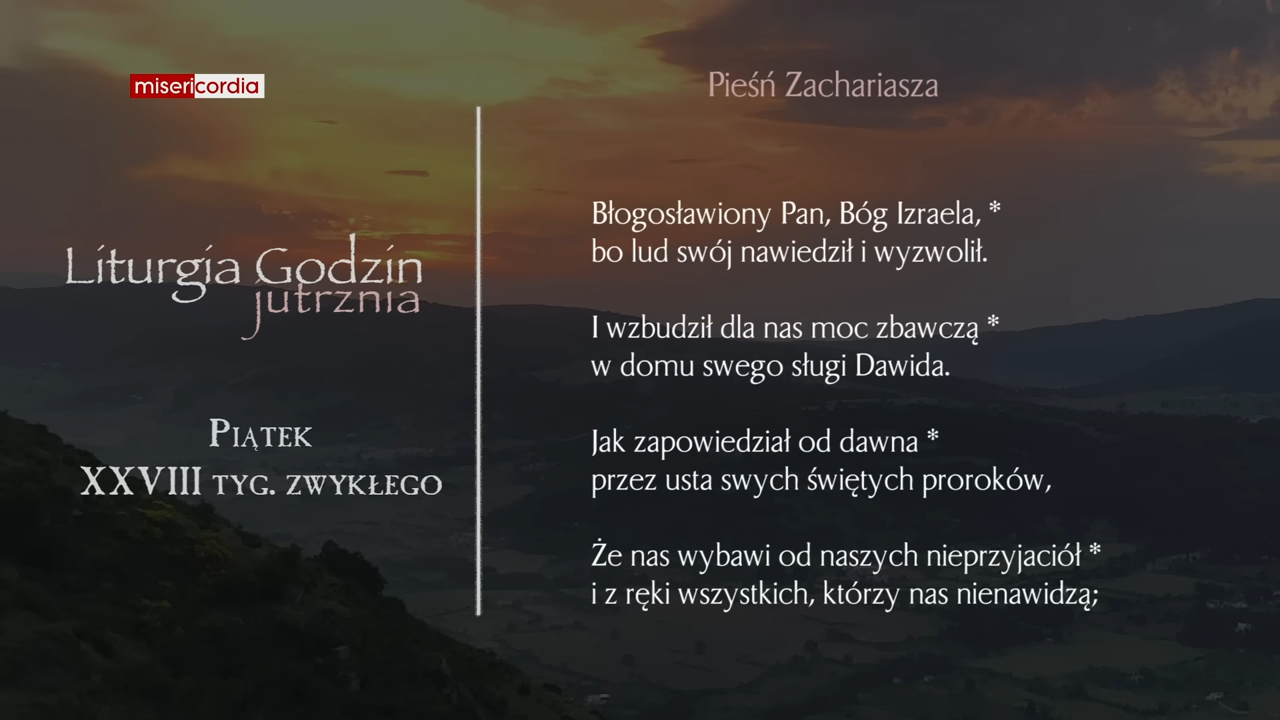 misericordia
Liturgia Godzin
jutrznia
Piątek
XXVIII tyg. zwykłego
Pieśń Zachariasza
Błogosławiony Pan, Bóg Izraela, *
bo lud swój nawiedził i wyzwolił.
I wzbudził dla nas moc zbawczą *
w domu swego sługi Dawida.
Jak zapowiedział od dawna *
przez usta swych świętych proroków,
Że nas wybawi od naszych nieprzyjaciół *
i z ręki wszystkich, którzy nas nienawidzą;